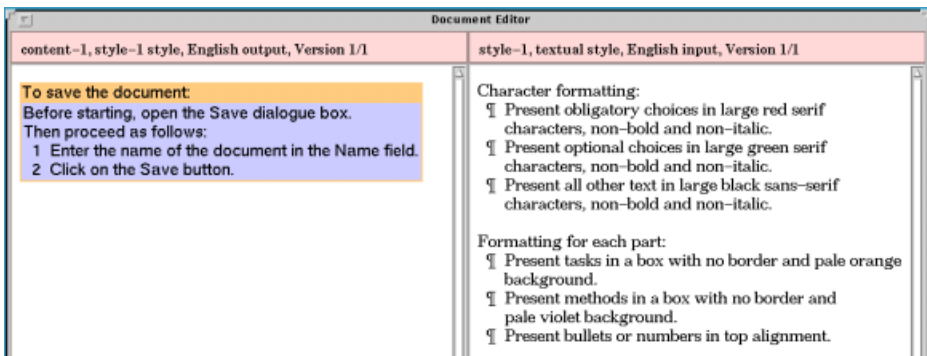 Document Editor
content-1, style-1 style, English output, Version 1/1
To save the document:
Before starting, open the Save dialogue box.
Then proceed as follows:
1 Enter the name of the document in the Name field.
2 Click on the Save button.
style-1, textual style, English input, Version 1/1
Character formatting:
¶ Present obligatory choices in large red serif
characters, non-bold and non-italic.
¶ Present optional choices in large green serif
characters, non-bold and non-italic.
¶ Present all other text in large black sans-serif
characters, non-bold and non-italic.
Formatting for each part:
¶ Present tasks in a box with no border and pale orange
background.
¶ Present methods in a box with no border and
pale violet background.
¶ Present bullets or numbers in top alignment.